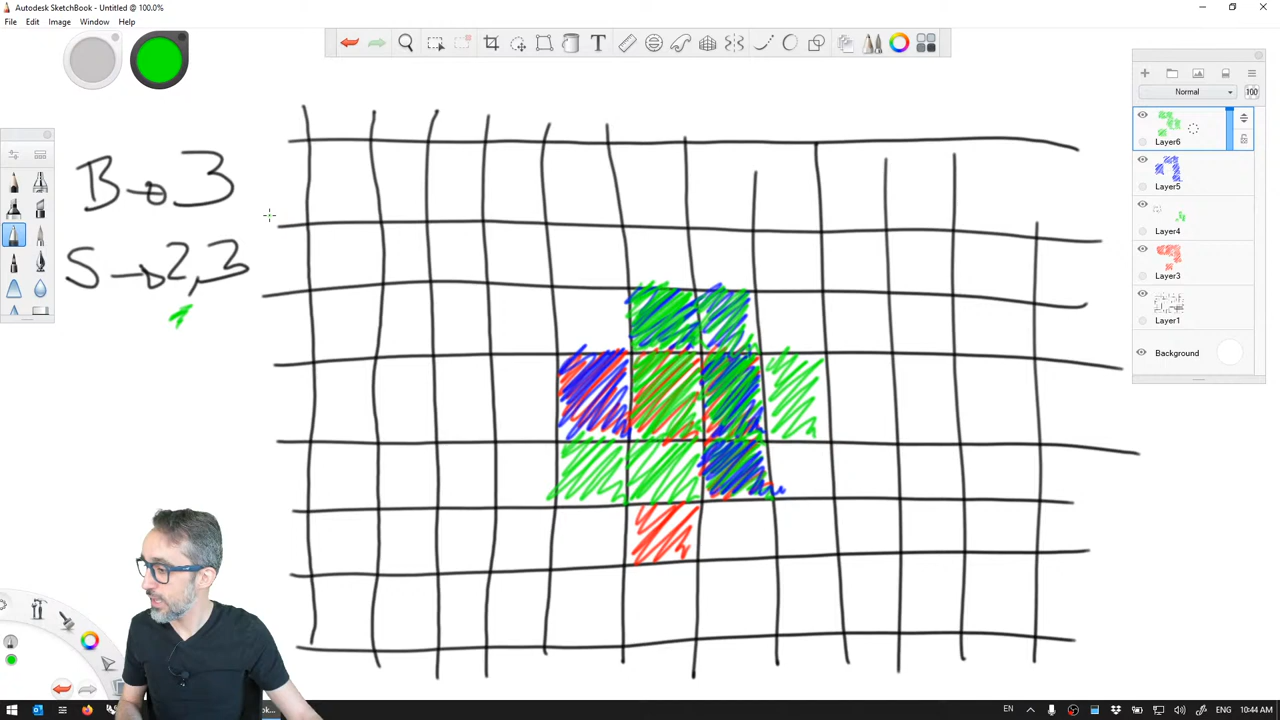 Autodesk SketchBook - Untitled @ 100.0%
File Edit Image Window Help
Normal 100
Layer6
Layer5
Layer4
Layer3
Layer1
Background
B→3
S→2,3
EN
ENG 10:44 AM